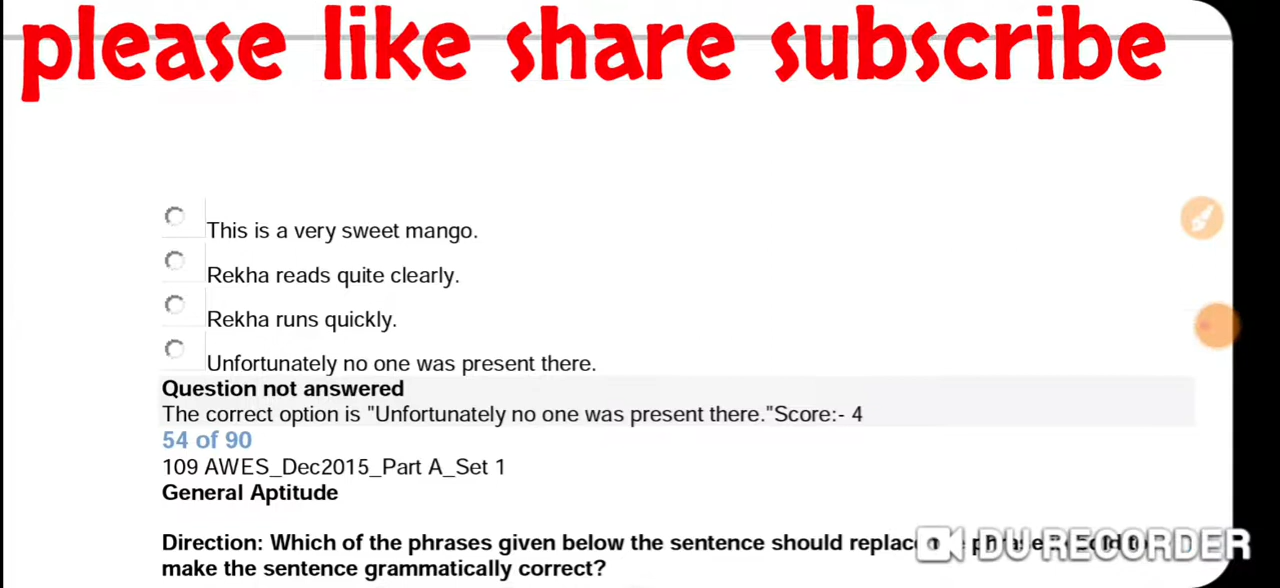 please like share subscribe
This is a very sweet mango.
Rekha reads quite clearly.
Rekha runs quickly.
Unfortunately no one was present there.
Question not answered
The correct option is "Unfortunately no one was present there."Score:- 4
54 of 90
109 AWES_Dec2015_Part A_Set 1
General Aptitude
Direction: Which of the phrases given below the sentence should replac
DU RECORDER
make the sentence grammatically correct?